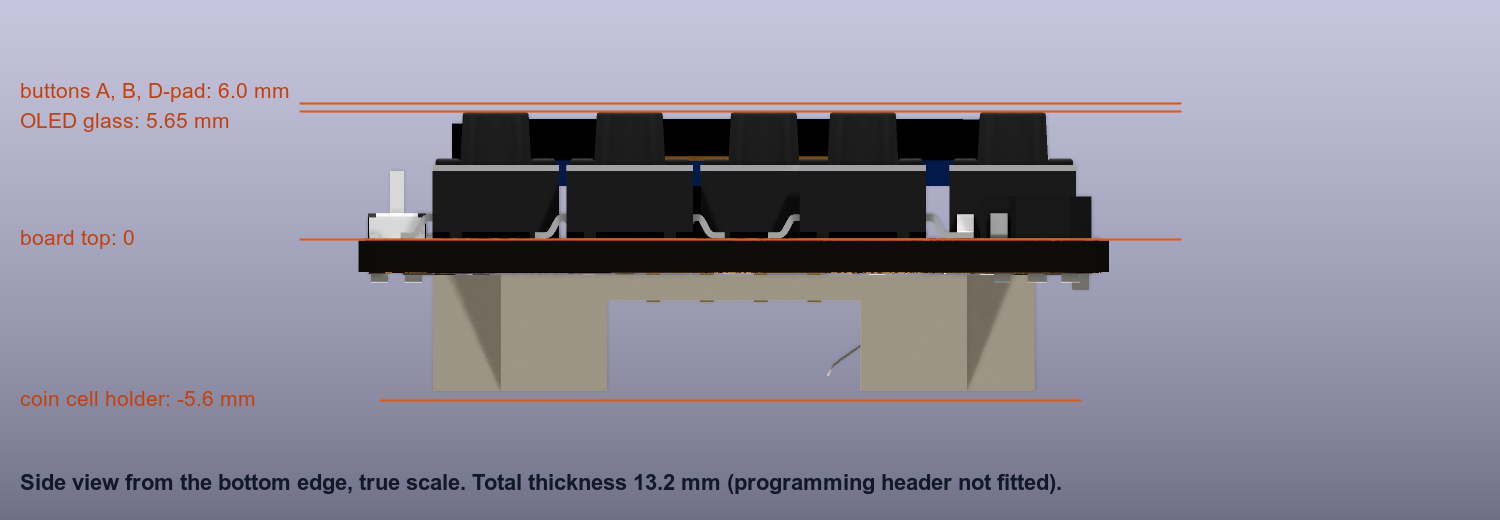 buttons A, B, D-pad: 6.0 mm
OLED glass: 5.65 mm
board top: 0
coin cell holder: -5.6 mm
Side view from the bottom edge, true scale. Total thickness 13.2 mm (programming header not fitted).